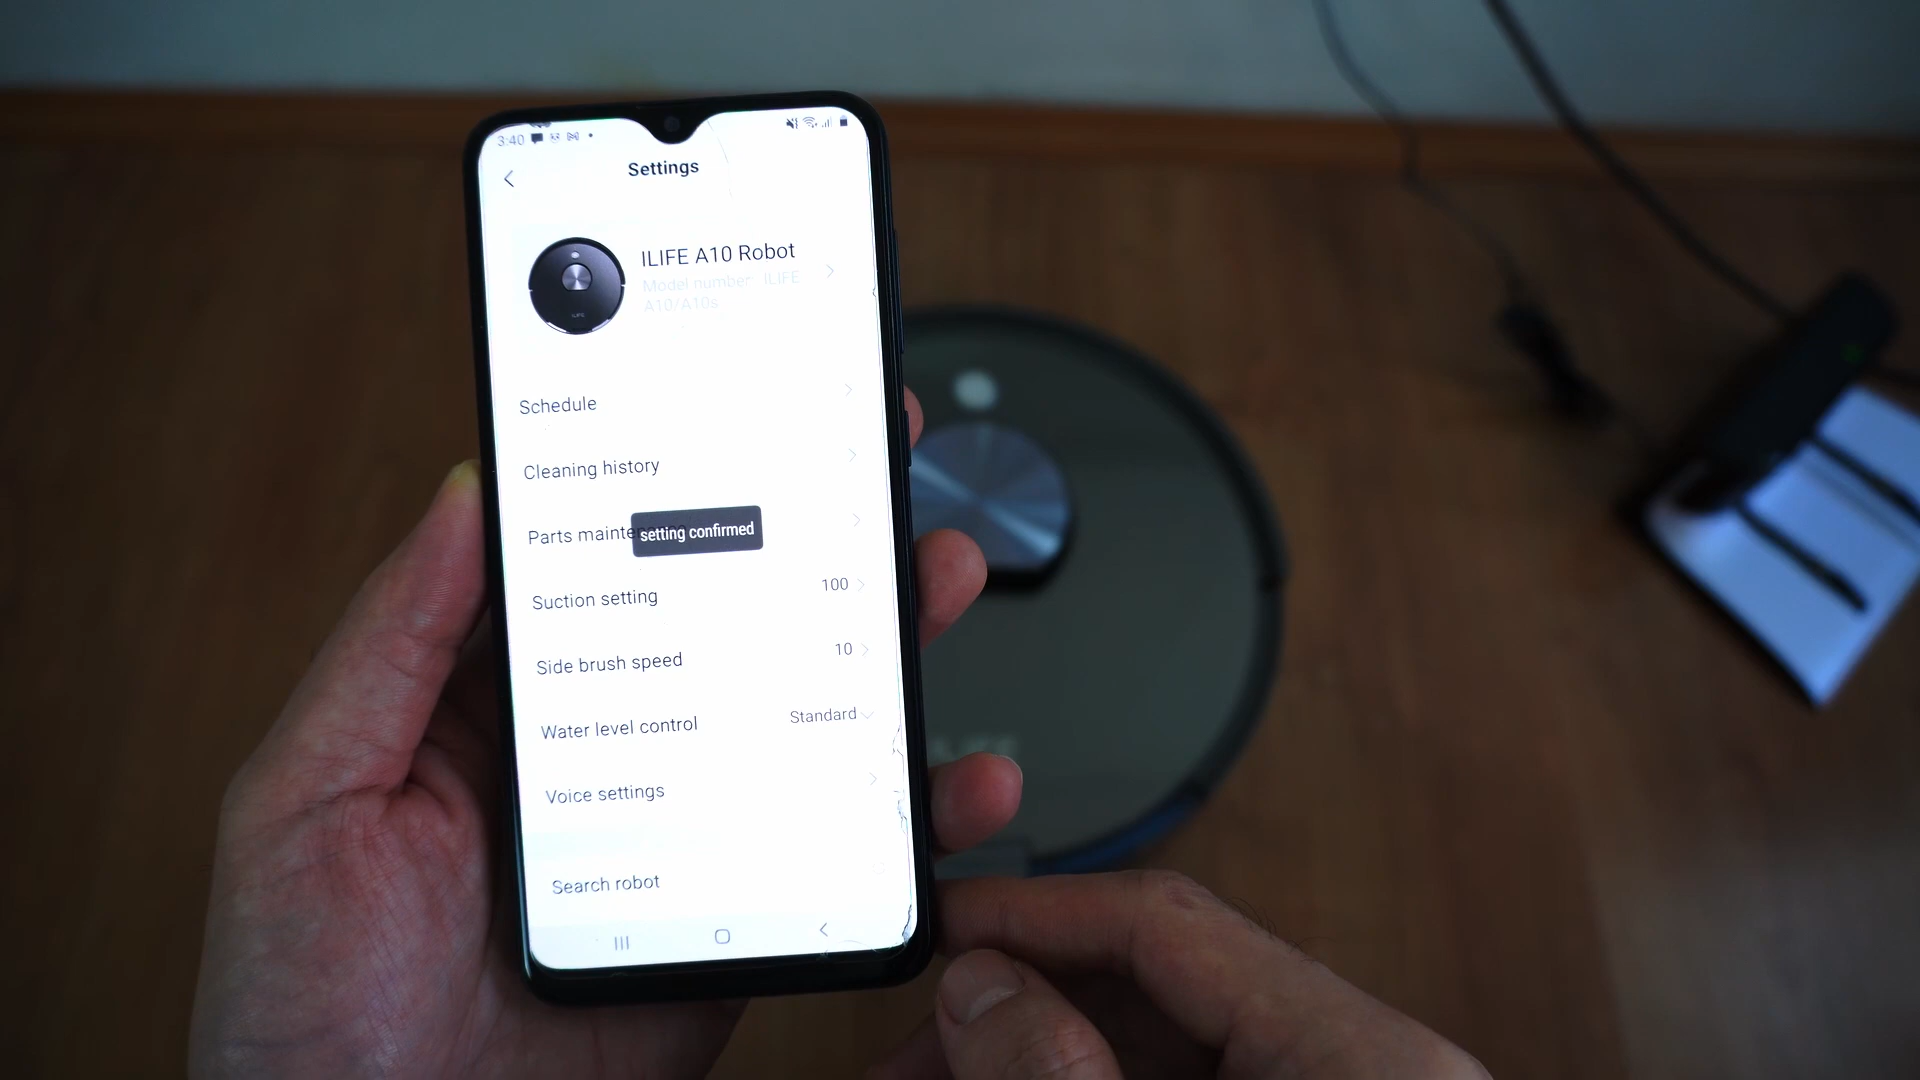 3:40
Settings
ILIFE A10 Robot
Model number: ILIFE
A10/A10s
Schedule
Cleaning history
Parts mainte
setting confirmed
Suction setting 100
Side brush speed 10
Water level control Standard
Voice settings
Search robot